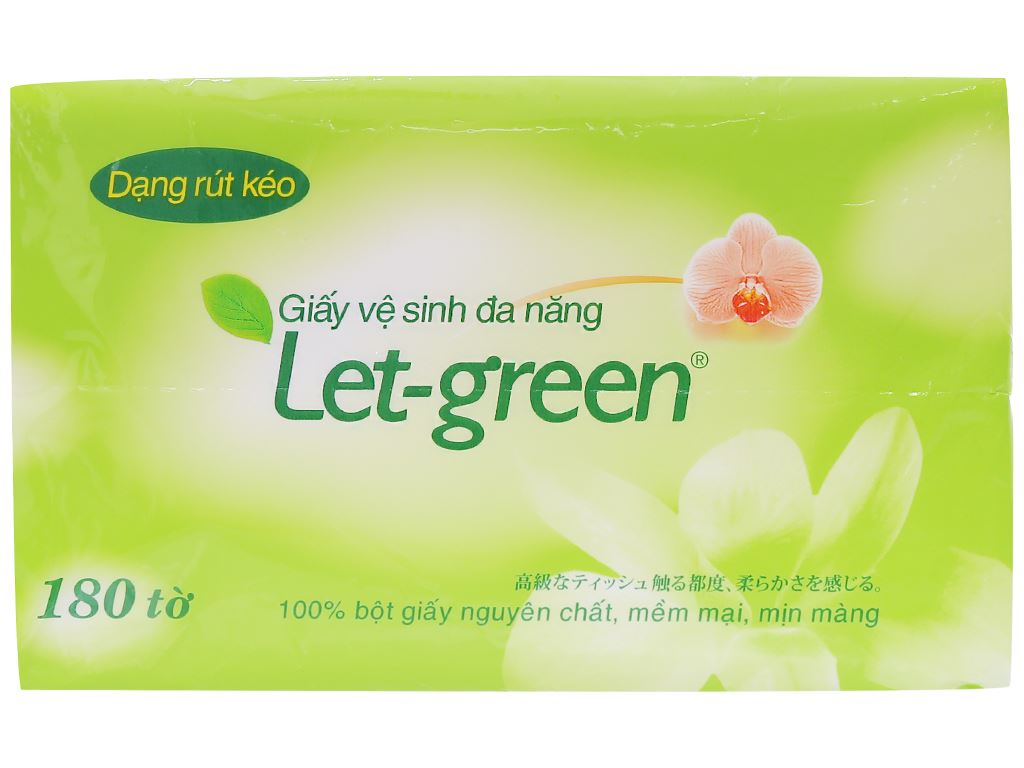 Dạng rút kéo
Giấy vệ sinh đa năng
Let-green®
高級なティッシュ触る都度、柔らかさを感じる。
180 tờ
100% bột giấy nguyên chất, mềm mại, mịn màng